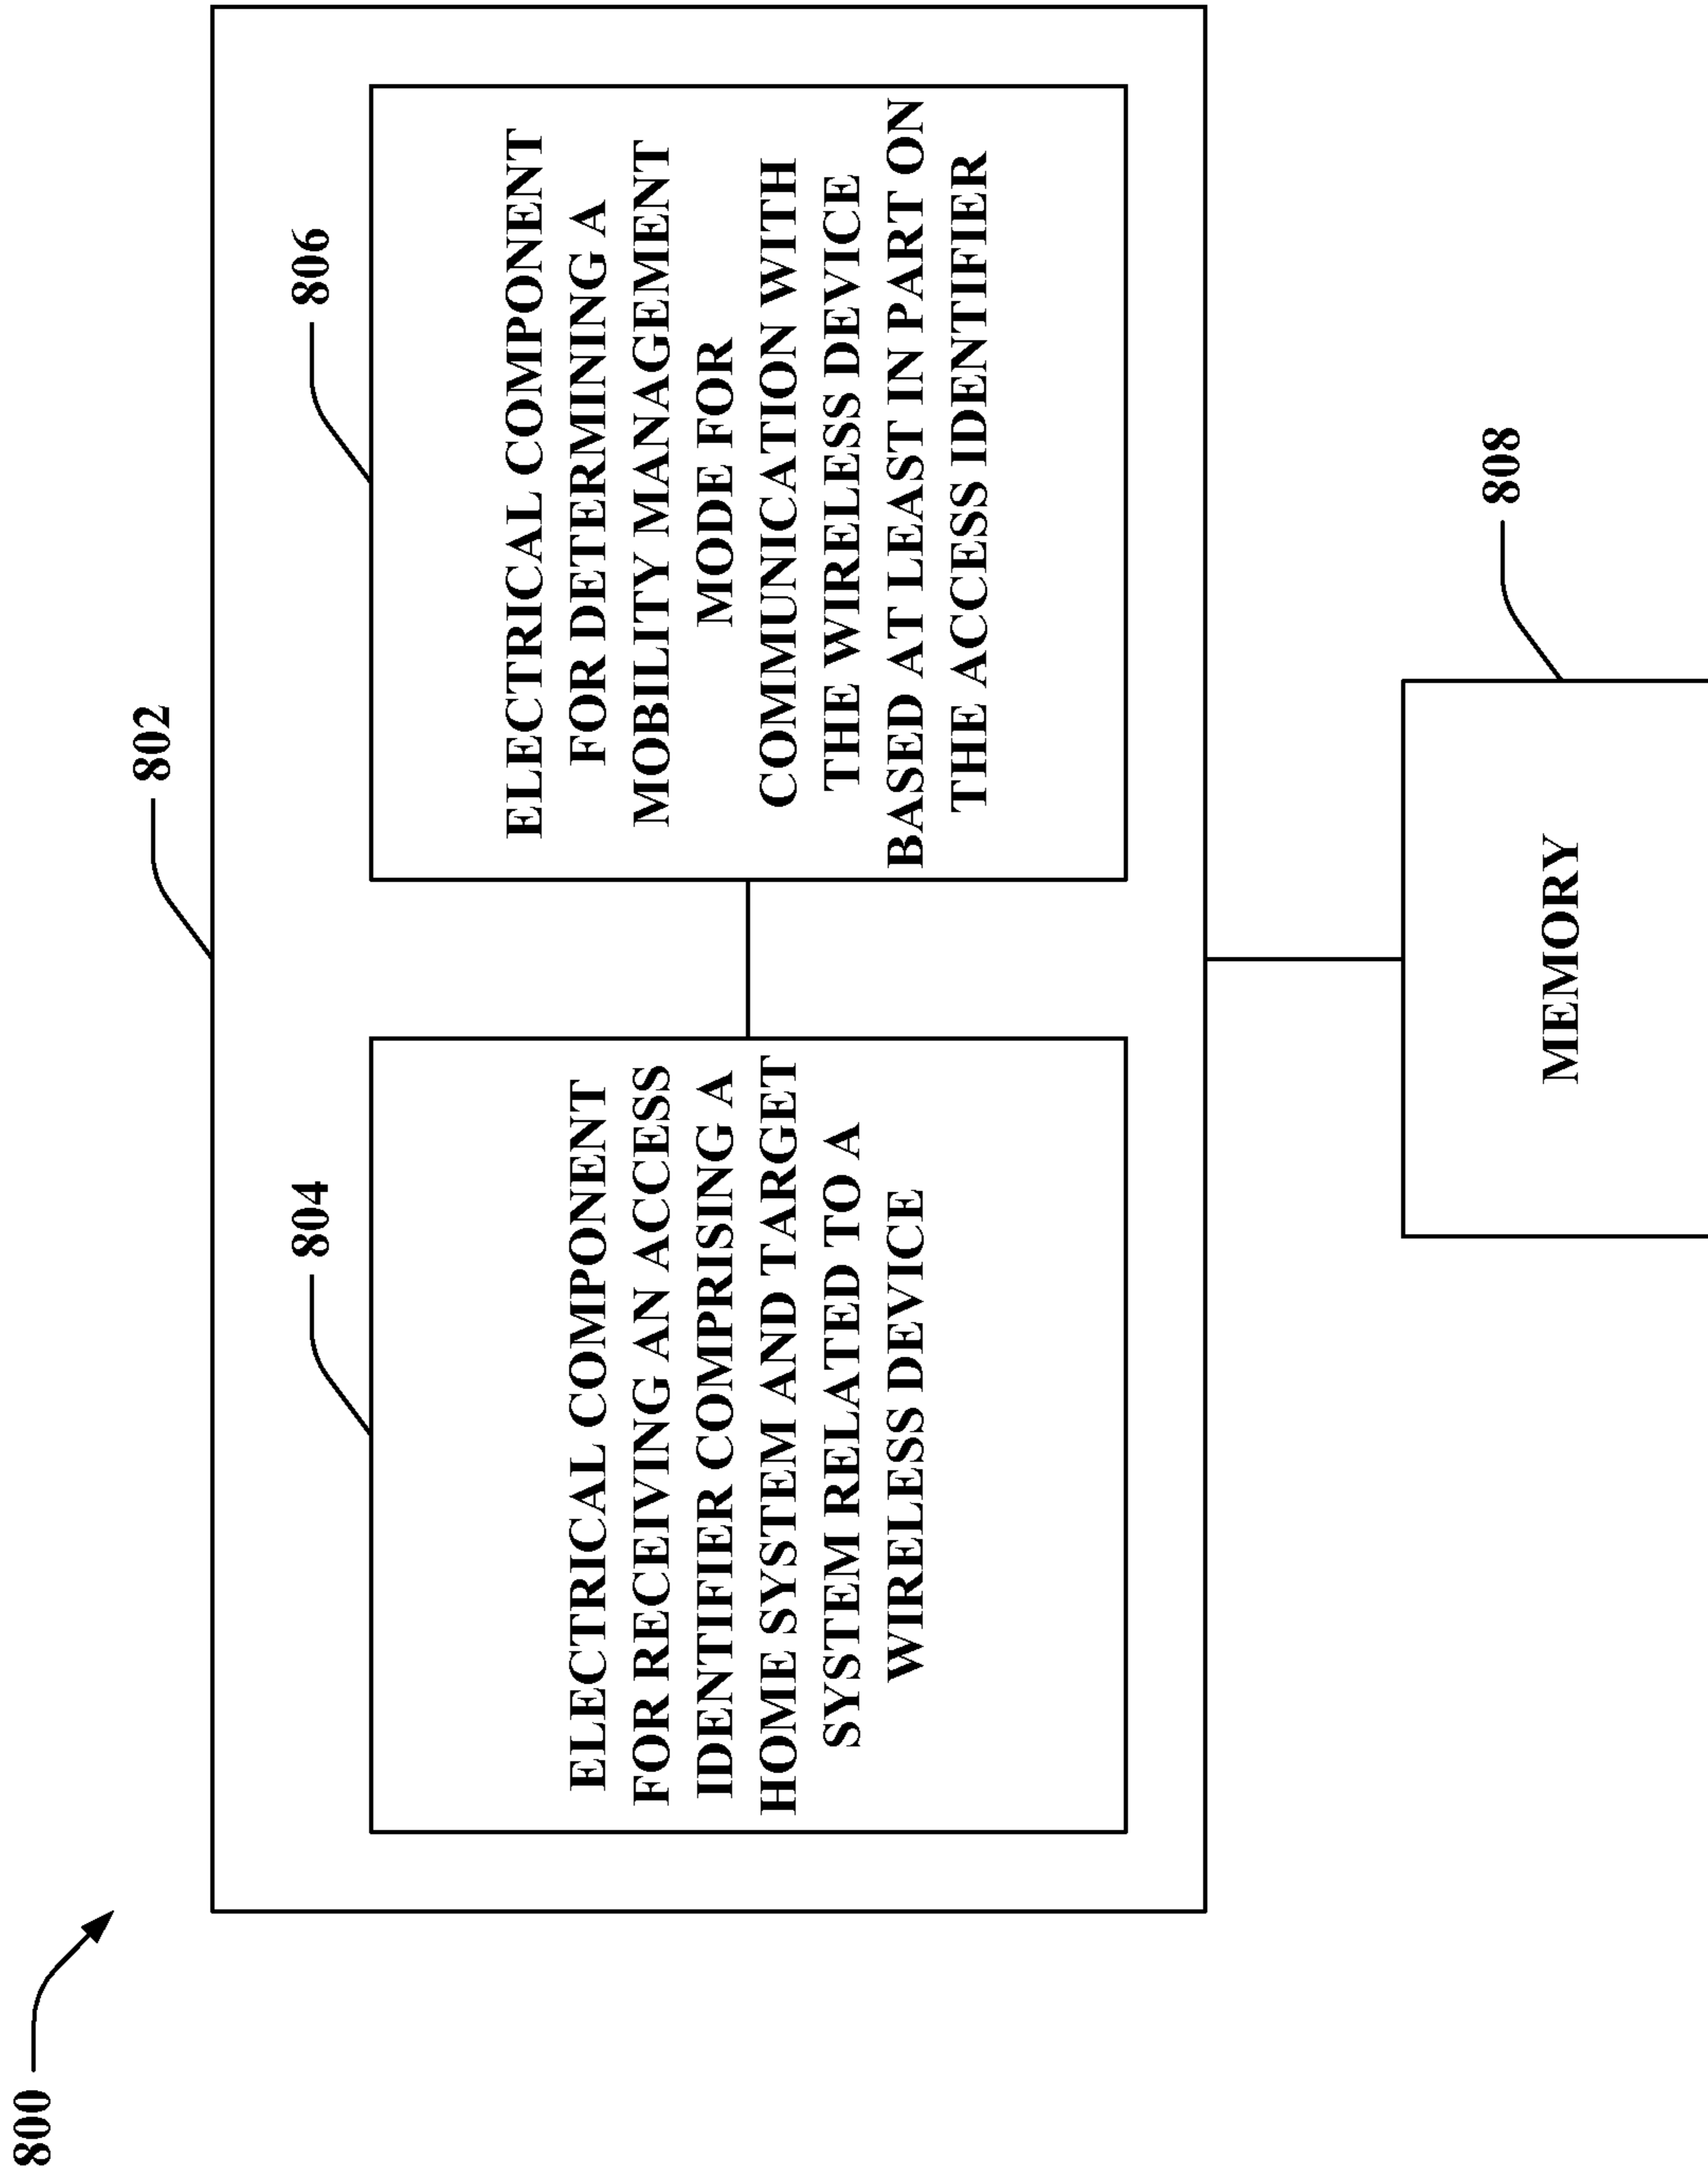 800
802
804
ELECTRICAL COMPONENT
FOR RECEIVING AN ACCESS
IDENTIFIER COMPRISING A
HOME SYSTEM AND TARGET
SYSTEM RELATED TO A
WIRELESS DEVICE
806
ELECTRICAL COMPONENT
FOR DETERMINING A
MOBILITY MANAGEMENT
MODE FOR
COMMUNICATION WITH
THE WIRELESS DEVICE
BASED AT LEAST IN PART ON
THE ACCESS IDENTIFIER
808
MEMORY